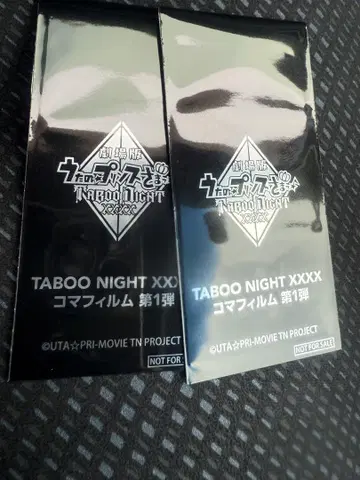 劇場版
うたの☆プリンスさまっ♪
TABOO NIGHT
XXXX
TABOO NIGHT XXX
コマフィルム 第1弾
©UTA☆PRI-MOVIE TN PROJECT
NOT FOR
劇場版
うたの☆プリンスさまっ♪
TABOO NIGHT
XXXX
TABOO NIGHT XXXX
コマフィルム 第1弾
©UTA☆PRI-MOVIE TN PROJECT
NOT FOR SALE